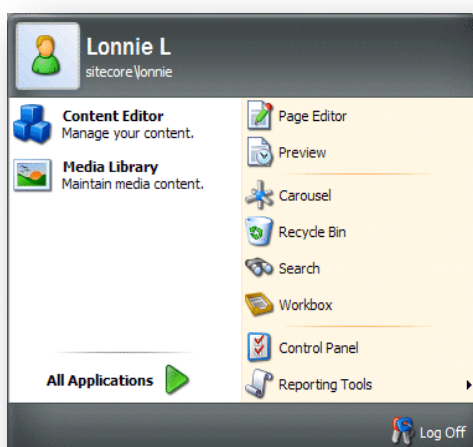 Lonnie L
sitecore\lonnie
Content Editor
Manage your content.
Media Library
Maintain media content.
All Applications
Page Editor
Preview
Carousel
Recycle Bin
Search
Workbox
Control Panel
Reporting Tools
Log Off